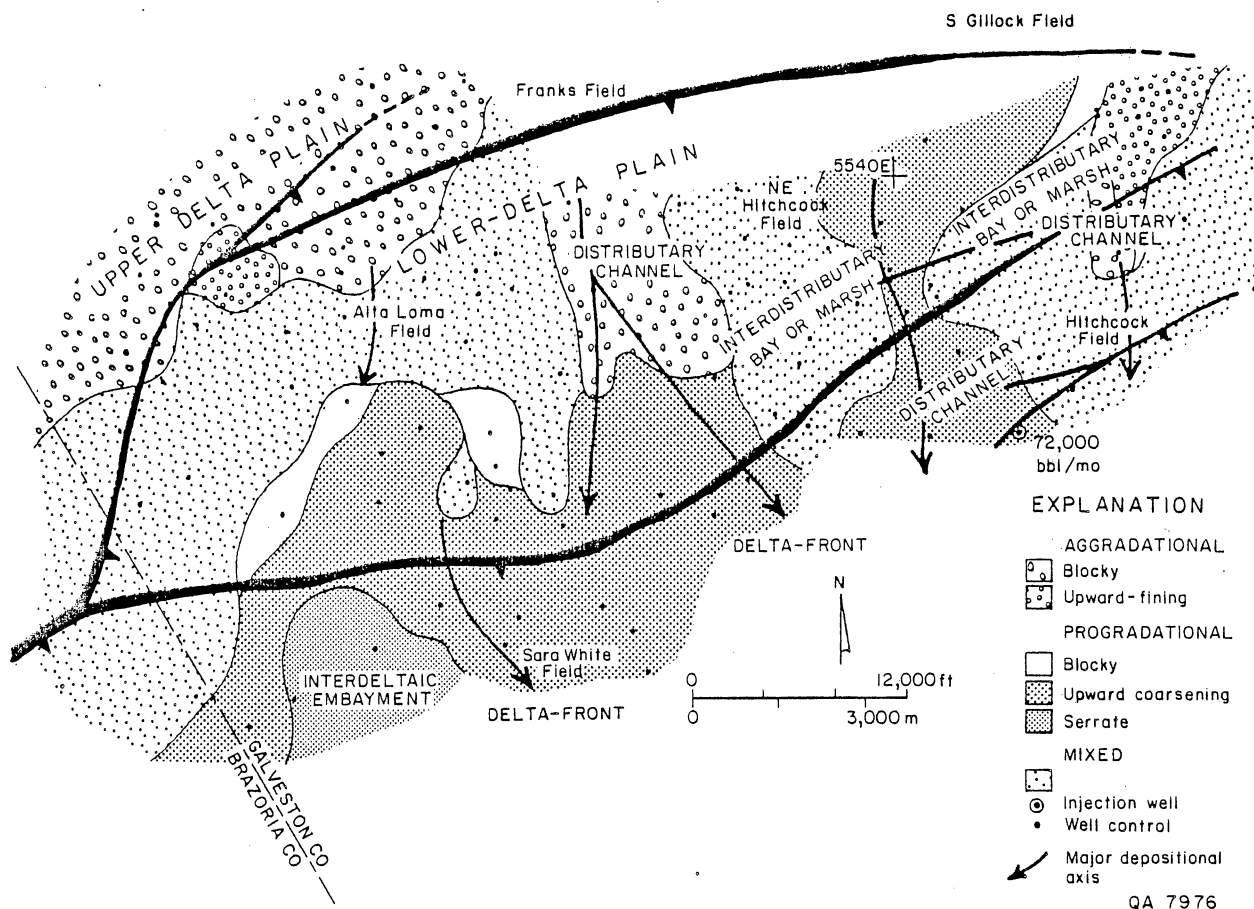 S Gillock Field
Franks Field
UPPER DELTA PLAIN
LOWER-DELTA PLAIN
5540E
NE
Hitchcock
Field
INTERDISTRIBUTARY
BAY OR MARSH
DISTRIBUTARY
CHANNEL
DISTRIBUTARY
CHANNEL
INTERDISTRIBUTARY
BAY OR MARSH
Alta Loma
Field
Hitchcock
Field
DISTRIBUTARY
CHANNEL
72,000
bbl/mo
DELTA-FRONT
N
Sara White
Field
INTERDELTAIC
EMBAYMENT
DELTA-FRONT
0 12,000 ft
0 3,000 m
GALVESTON CO
BRAZORIA CO
EXPLANATION
AGGRADATIONAL
Blocky
Upward-fining
PROGRADATIONAL
Blocky
Upward coarsening
Serrate
MIXED
Injection well
Well control
Major depositional
axis
QA 7976